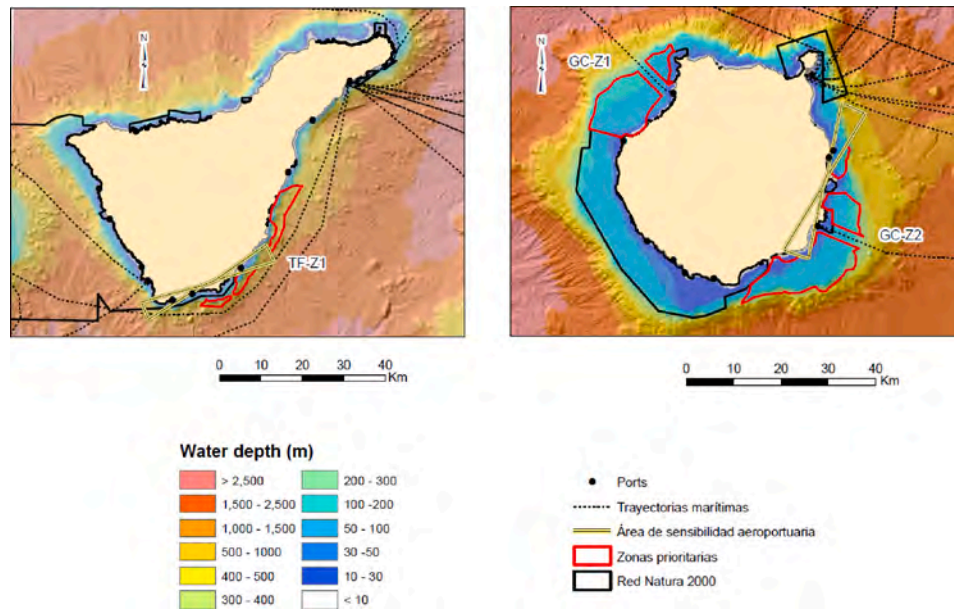 N
TF-Z1
0 10 20 30 40
Km
N
GC-Z1
GC-Z2
0 10 20 30 40
Km
Water depth (m)
> 2,500
1,500 - 2,500
1,000 - 1,500
500 - 1000
400 - 500
300 - 400
200 - 300
100 -200
50 - 100
30 -50
10 - 30
< 10
Ports
Trayectorias marítimas
Área de sensibilidad aeroportuaria
Zonas prioritarias
Red Natura 2000